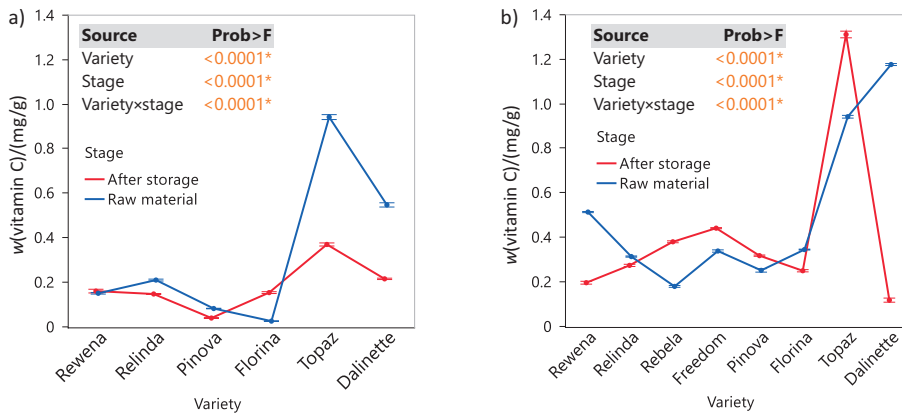 a)
1.4
1.2
1.0
0.8
0.6
0.4
0.2
0
w(vitamin C)/(mg/g)
Source Prob>F
Variety <0.0001*
Stage <0.0001*
Variety×stage <0.0001*
Stage
After storage
Raw material
Rewena
Relinda
Pinova
Florina
Topaz
Dalinette
Variety
b)
1.4
1.2
1.0
0.8
0.6
0.4
0.2
0
w(vitamin C)/(mg/g)
Source Prob>F
Variety <0.0001*
Stage <0.0001*
Variety×stage <0.0001*
Stage
After storage
Raw material
Rewena
Relinda
Rebela
Freedom
Pinova
Florina
Topaz
Dalinette
Variety